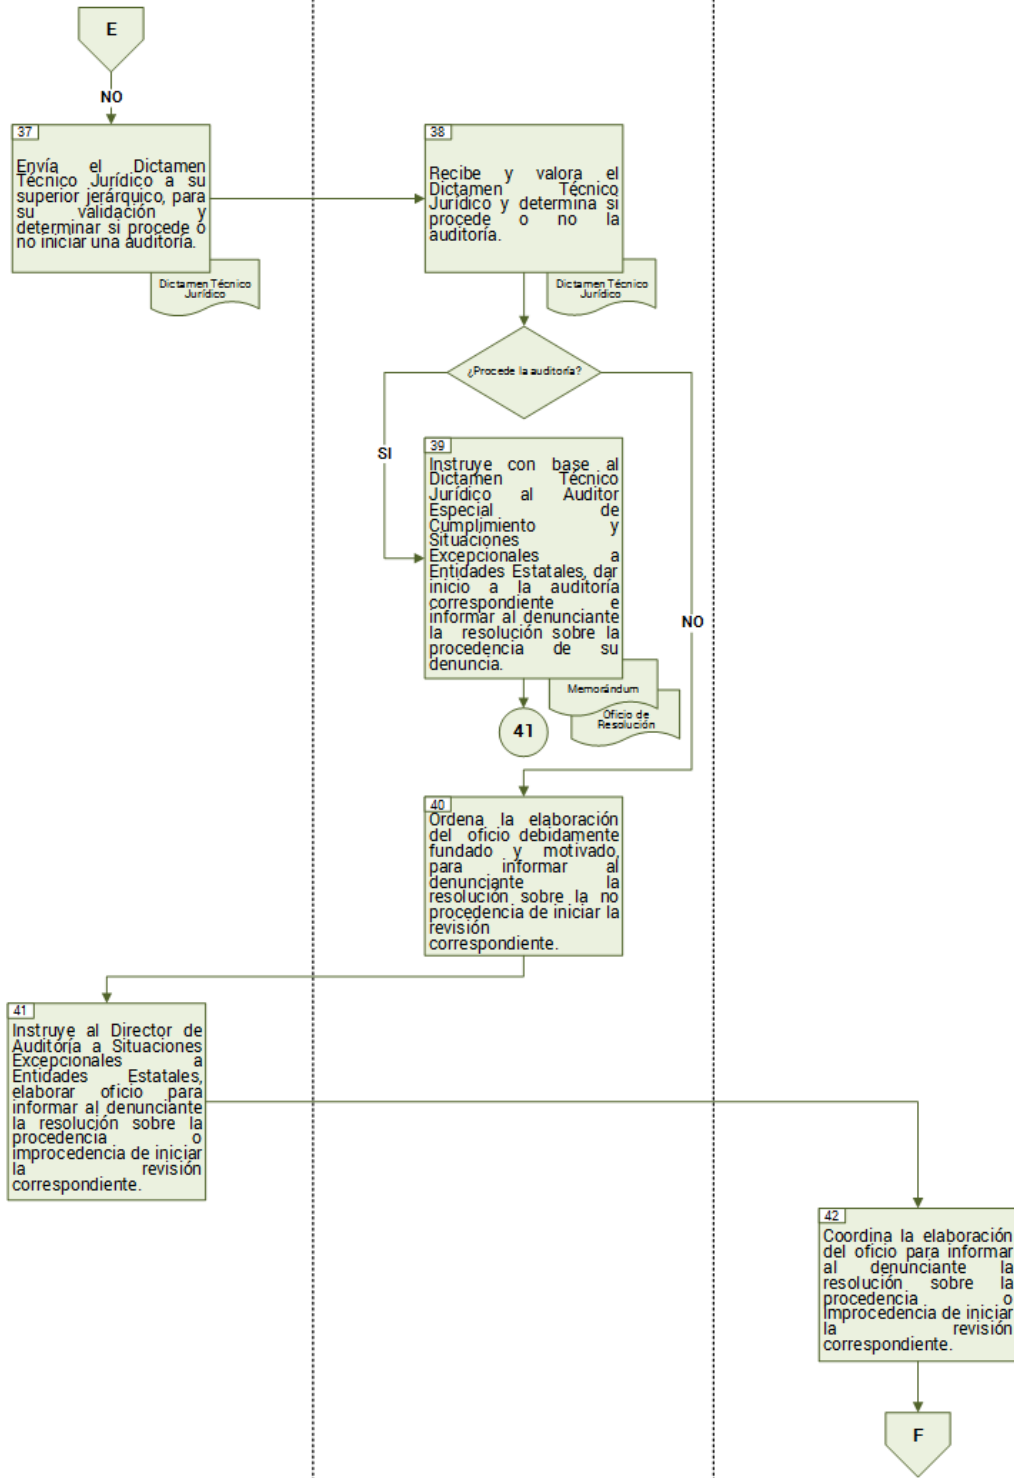 E
NO
37
Envía el Dictamen
Técnico Jurídico a su
superior jerárquico, para
su validación y
determinar si procede o
no iniciar una auditoría.
Dictamen Técnico
Jurídico
38
Recibe y valora el
Dictamen Técnico
Jurídico y determina si
procede o no la
auditoría.
Dictamen Técnico
Jurídico
¿Procede la auditoría?
SI
NO
39
Instruye con base al
Dictamen Técnico
Jurídico al Auditor
Especial de
Cumplimiento y
Situaciones
Excepcionales a
Entidades Estatales, dar
inicio a la auditoría
correspondiente e
informar al denunciante
la resolución sobre la
procedencia de su
denuncia.
Memorándum
Oficio de
Resolución
41
40
Ordena la elaboración
del oficio debidamente
fundado y motivado,
para informar al
denunciante la
resolución sobre la no
procedencia de iniciar la
revisión
correspondiente.
41
Instruye al Director de
Auditoría a Situaciones
Excepcionales a
Entidades Estatales,
elaborar oficio para
informar al denunciante
la resolución sobre la
procedencia o
improcedencia de iniciar
la revisión
correspondiente.
42
Coordina la elaboración
del oficio para informar
al denunciante la
resolución sobre la
procedencia o
improcedencia de iniciar
la revisión
correspondiente.
F